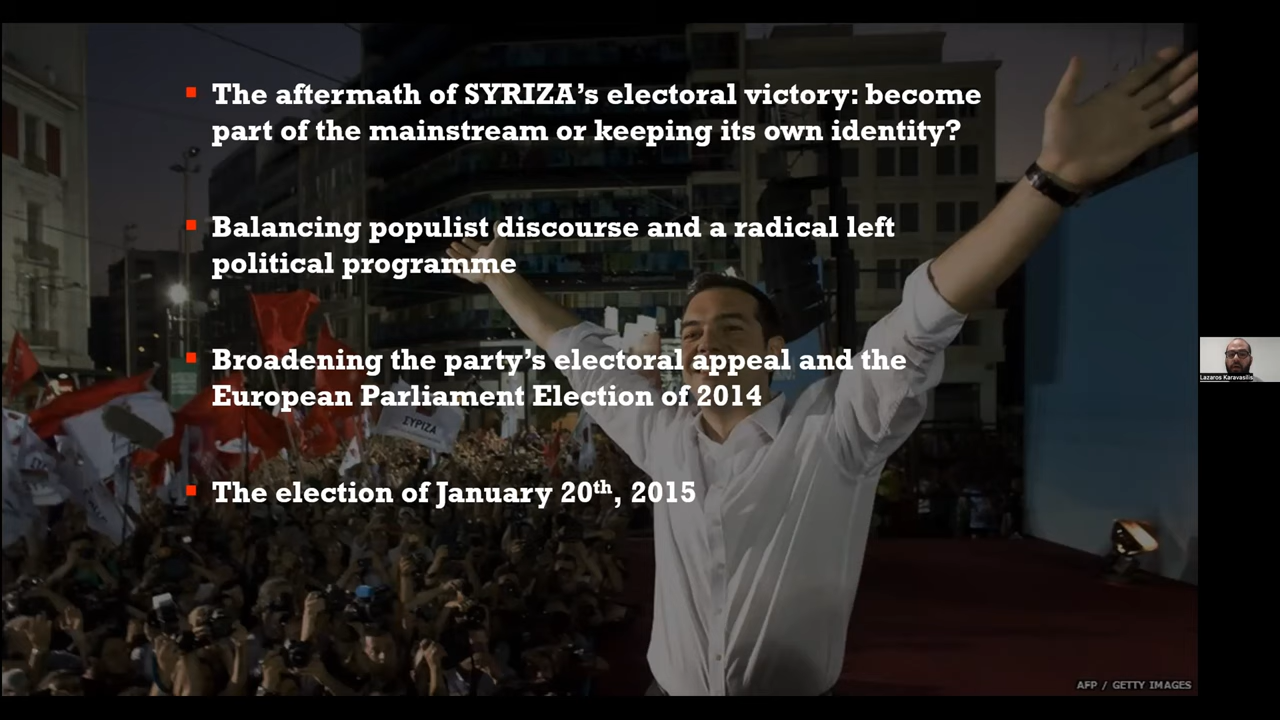 The aftermath of SYRIZA’s electoral victory: become
part of the mainstream or keeping its own identity?
Balancing populist discourse and a radical left
political programme
Broadening the party’s electoral appeal and the
European Parliament Election of 2014
ΣΥΡΙΖΑ
The election of January 20th, 2015
Lazaros Karavasilis
AFP / GETTY IMAGES